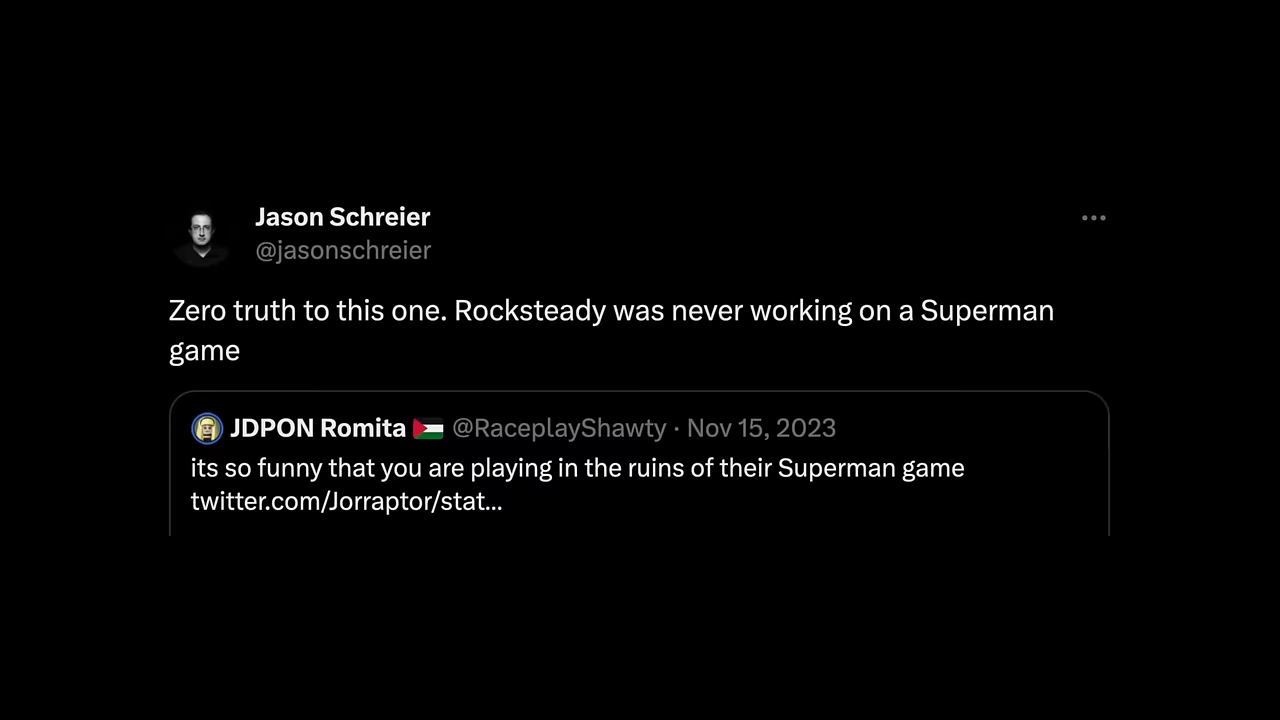 Jason Schreier
@jasonschreier
Zero truth to this one. Rocksteady was never working on a Superman
game
JDPON Romita 🇵🇸 @RaceplayShawty · Nov 15, 2023
its so funny that you are playing in the ruins of their Superman game
twitter.com/Jorraptor/stat...